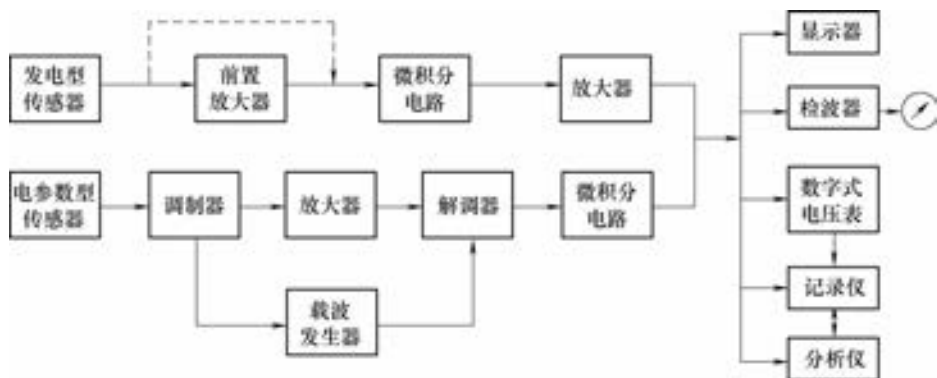 发电型
传感器
前置
放大器
微积分
电路
放大器
电参数型
传感器
调制器
放大器
解调器
微积分
电路
载波
发生器
显示器
检波器
数字式
电压表
记录仪
分析仪